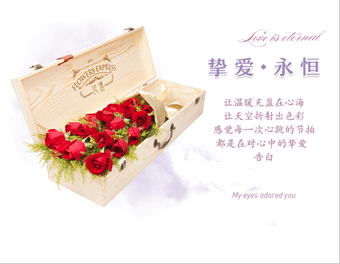 Love is eternal
挚爱·永恒
FLOWERS EXPRESS
让温暖充盈在心海
让天空折射出色彩
感觉每一次心跳的节拍
都是在对心中的挚爱
告白
My eyes adored you